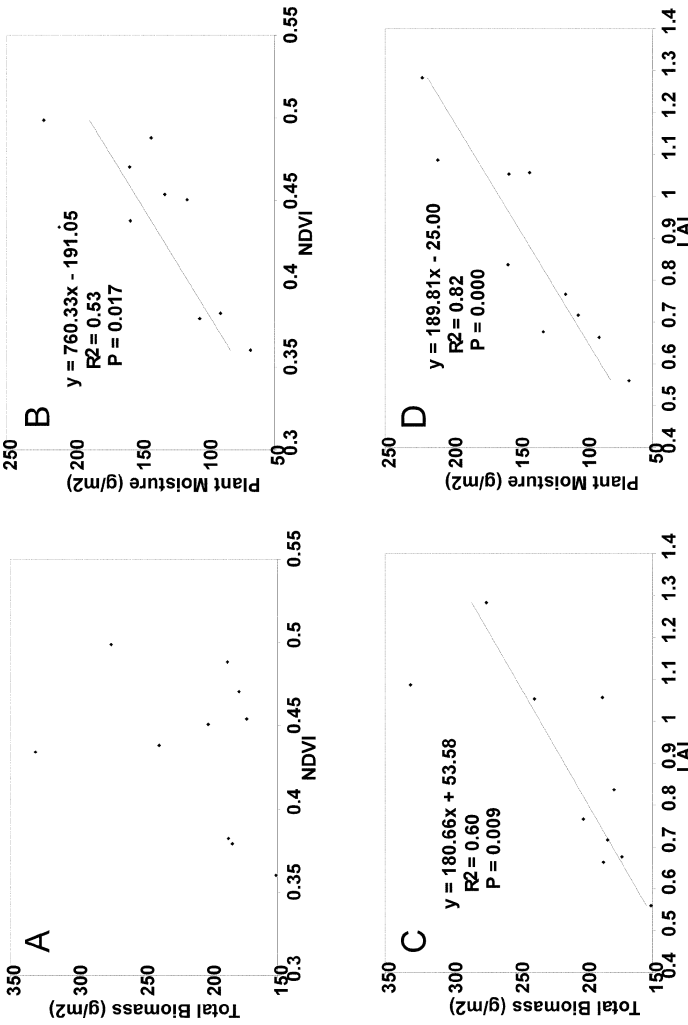 A
350
300
250
200
150
0.3
0.35
0.4
0.45
0.5
0.55
Total Biomass (g/m2)
NDVI
B
y = 760.33x - 191.05
R2 = 0.53
P = 0.017
250
200
150
100
50
0.3
0.35
0.4
0.45
0.5
0.55
Plant Moisture (g/m2)
NDVI
C
y = 180.66x + 53.58
R2 = 0.60
P = 0.009
350
300
250
200
150
0.4
0.5
0.6
0.7
0.8
0.9
1
1.1
1.2
1.3
1.4
Total Biomass (g/m2)
LAI
D
y = 189.81x - 25.00
R2 = 0.82
P = 0.000
250
200
150
100
50
0.4
0.5
0.6
0.7
0.8
0.9
1
1.1
1.2
1.3
1.4
Plant Moisture (g/m2)
LAI